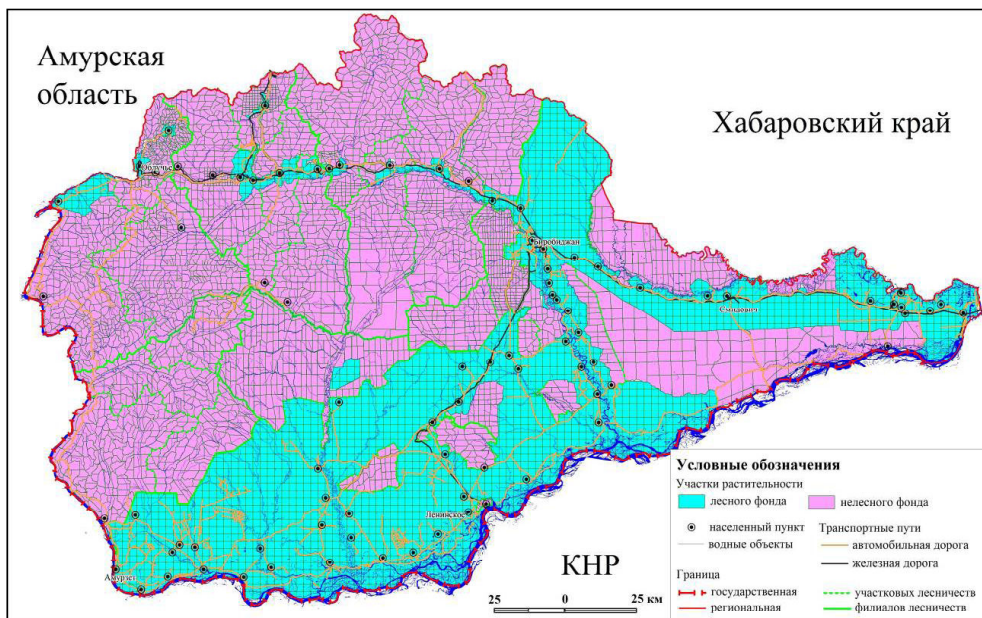 Амурская
область
Хабаровский край
Облучье
Биробиджан
Смидович
Ленинское
Амурзет
КНР
25 0 25 км
Условные обозначения
Участки растительности
лесного фонда
нелесного фонда
населенный пункт
водные объекты
Транспортные пути
автомобильная дорога
железная дорога
Граница
государственная
региональная
участковых лесничеств
филиалов лесничеств